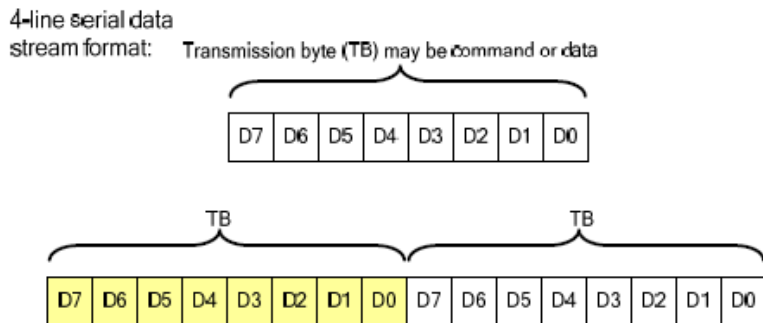 4-line serial data
stream format: Transmission byte (TB) may be command or data
D7 D6 D5 D4 D3 D2 D1 D0
TB TB
D7 D6 D5 D4 D3 D2 D1 D0 D7 D6 D5 D4 D3 D2 D1 D0